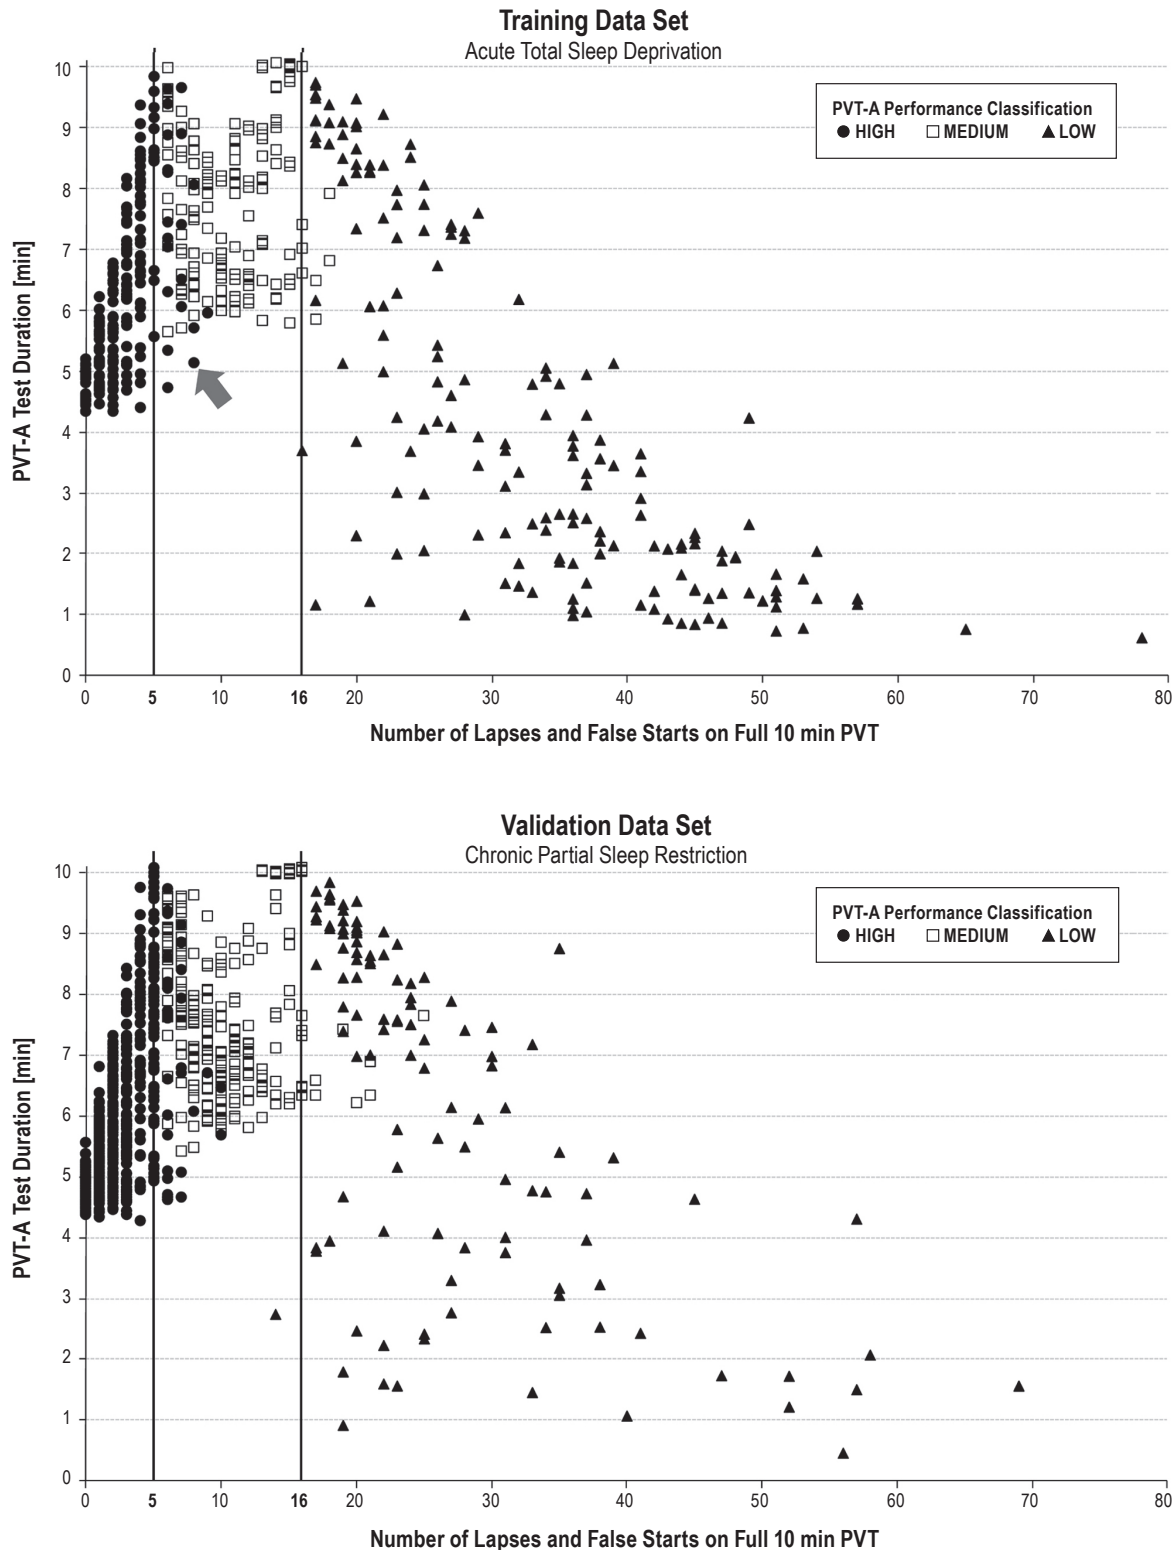 Training Data Set
Acute Total Sleep Deprivation
PVT-A Performance Classification
HIGH MEDIUM LOW
PVT-A Test Duration [min]
10
9
8
7
6
5
4
3
2
1
0
0 5 10 16 20 30 40 50 60 70 80
Number of Lapses and False Starts on Full 10 min PVT
Validation Data Set
Chronic Partial Sleep Restriction
PVT-A Performance Classification
HIGH MEDIUM LOW
PVT-A Test Duration [min]
10
9
8
7
6
5
4
3
2
1
0
0 5 10 16 20 30 40 50 60 70 80
Number of Lapses and False Starts on Full 10 min PVT